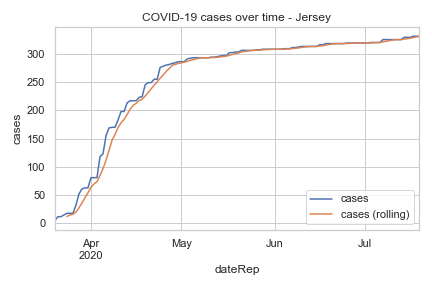 COVID-19 cases over time - Jersey
cases
300
250
200
150
100
50
0
Apr
2020
May
Jun
Jul
dateRep
cases
cases (rolling)